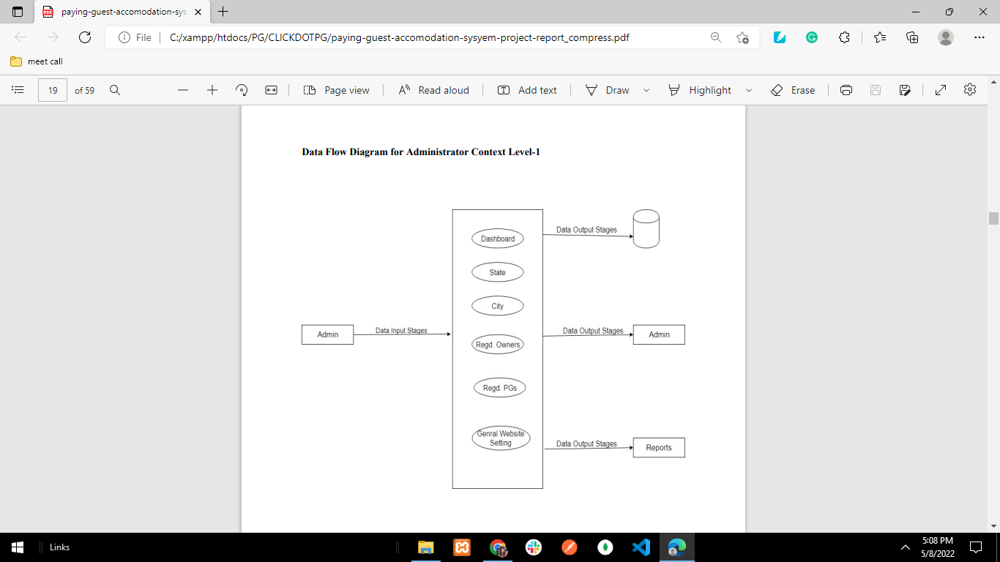 paying-guest-accomodation-sys
File
C:/xampp/htdocs/PG/CLICKDOTPG/paying-guest-accomodation-sysyem-project-report_compress.pdf
meet call
19 of 59
Page view
Read aloud
Add text
Draw
Highlight
Erase
Data Flow Diagram for Administrator Context Level-1
Dashboard
Data Output Stages
State
City
Admin
Data Input Stages
Data Output Stages
Admin
Regd. Owners
Regd. PGs
Genral Website
Setting
Data Output Stages
Reports
Links
5:08 PM
5/8/2022